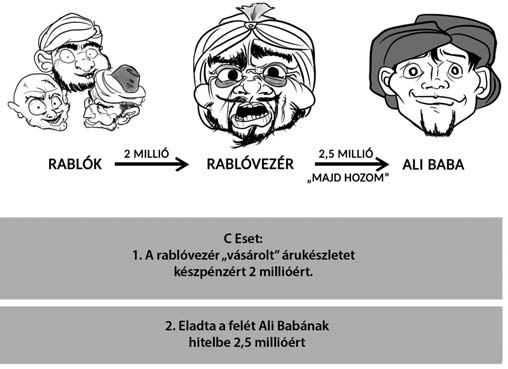 RABLÓK
2 MILLIÓ
RABLÓVEZÉR
2,5 MILLIÓ
„MAJD HOZOM”
ALI BABA
C Eset:
1. A rablóvezér „vásárolt” árukészletet
készpénzért 2 millióért.
2. Eladta a felét Ali Babának
hitelbe 2,5 millióért